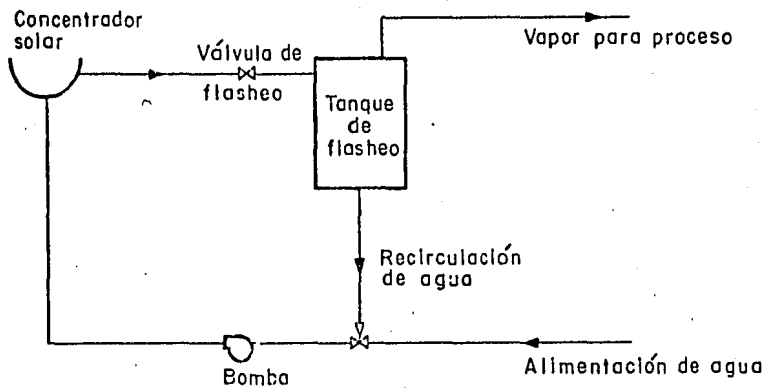 Concentrador
solar
Válvula de
flasheo
Vapor para proceso
Tanque
de
flasheo
Recirculación
de agua
Bomba
Alimentación de agua